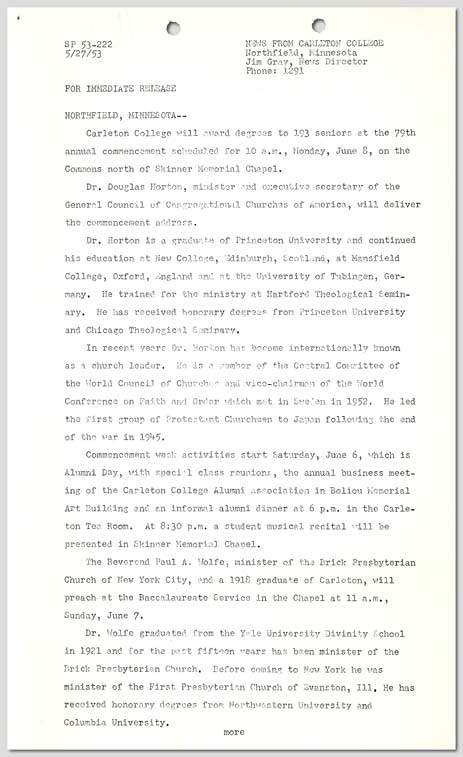 SP 53-222
5/27/53
NEWS FROM CARLETON COLLEGE
Northfield, Minnesota
Jim Gray, News Director
Phone: 1291
FOR IMMEDIATE RELEASE
NORTHFIELD, MINNESOTA--
Carleton College will award degrees to 193 seniors at the 79th
annual commencement scheduled for 10 a.m., Monday, June 8, on the
Commons north of Skinner Memorial Chapel.
Dr. Douglas Horton, minister and executive secretary of the
General Council of Congregational Churches of America, will deliver
the commencement address.
Dr. Horton is a graduate of Princeton University and continued
his education at New College, Edinburgh, Scotland, at Mansfield
College, Oxford, England and at the University of Tubingen, Ger-
many. He trained for the ministry at Hartford Theological Semin-
ary. He has received honorary degrees from Princeton University
and Chicago Theological Seminary.
In recent years Dr. Horton has become internationally known
as a church leader. He is a member of the Central Committee of
the World Council of Churches and vice-chairman of the World
Conference on Faith and Order which met in Sweden in 1952. He led
the first group of Protestant Churchmen to Japan following the end
of the war in 1945.
Commencement week activities start Saturday, June 6, which is
Alumni Day, with special class reunions, the annual business meet-
ing of the Carleton College Alumni association in Boliou Memorial
Art Building and an informal alumni dinner at 6 p.m. in the Carle-
ton Tea Room. At 8:30 p.m. a student musical recital will be
presented in Skinner Memorial Chapel.
The Reverend Paul A. Wolfe, minister of the Brick Presbyterian
Church of New York City, and a 1918 graduate of Carleton, will
preach at the Baccalaureate Service in the Chapel at 11 a.m.,
Sunday, June 7.
Dr. Wolfe graduated from the Yale University Divinity School
in 1921 and for the past fifteen years has been minister of the
Brick Presbyterian Church. Before coming to New York he was
minister of the First Presbyterian Church of Evanston, Ill. He has
received honorary degrees from Northwestern University and
Columbia University.
more